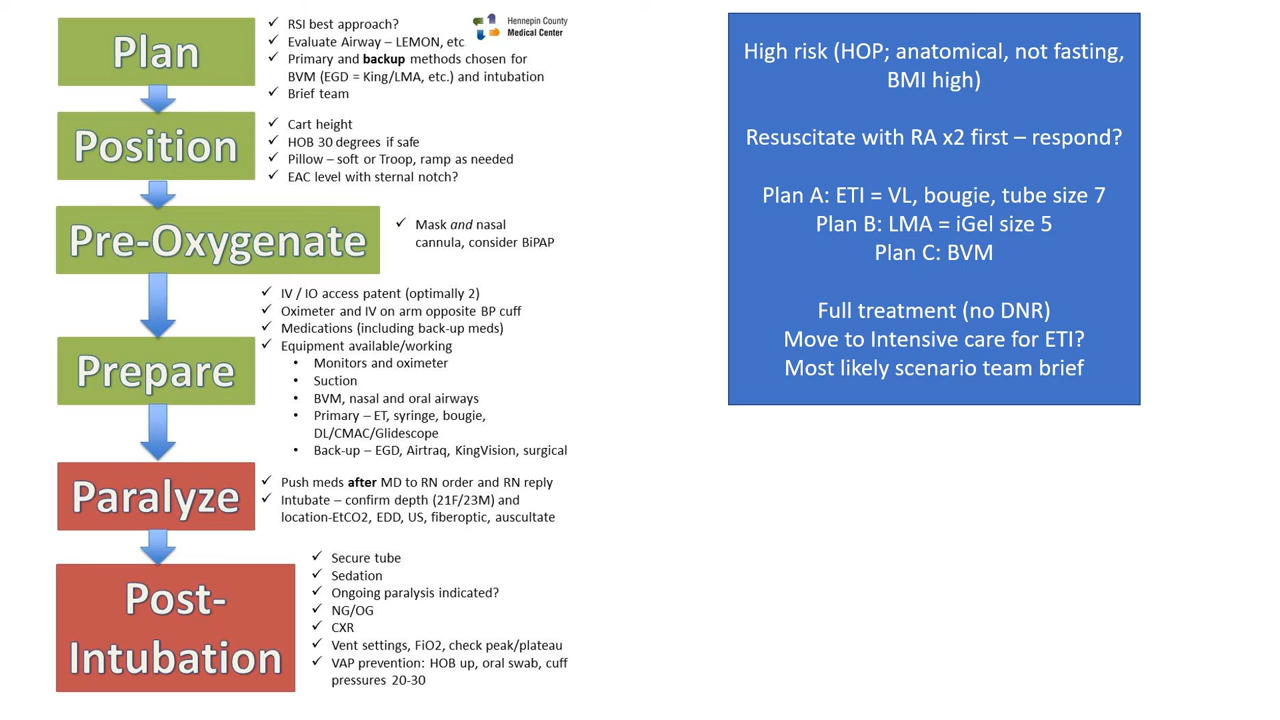 Plan
✓ RSI best approach?
✓ Evaluate Airway – LEMON, etc
✓ Primary and backup methods chosen for
BVM (EGD = King/LMA, etc.) and intubation
✓ Brief team
Hennepin County
Medical Center
Position
✓ Cart height
✓ HOB 30 degrees if safe
✓ Pillow – soft or Troop, ramp as needed
✓ EAC level with sternal notch?
Pre-Oxygenate
✓ Mask and nasal
cannula, consider BiPAP
Prepare
✓ IV / IO access patent (optimally 2)
✓ Oximeter and IV on arm opposite BP cuff
✓ Medications (including back-up meds)
✓ Equipment available/working
• Monitors and oximeter
• Suction
• BVM, nasal and oral airways
• Primary – ET, syringe, bougie,
DL/CMAC/Glidescope
• Back-up – EGD, Airtraq, KingVision, surgical
Paralyze
✓ Push meds after MD to RN order and RN reply
✓ Intubate – confirm depth (21F/23M) and
location-EtCO2, EDD, US, fiberoptic, auscultate
Post-
Intubation
✓ Secure tube
✓ Sedation
✓ Ongoing paralysis indicated?
✓ NG/OG
✓ CXR
✓ Vent settings, FiO2, check peak/plateau
✓ VAP prevention: HOB up, oral swab, cuff
pressures 20-30
High risk (HOP; anatomical, not fasting,
BMI high)
Resuscitate with RA x2 first – respond?
Plan A: ETI = VL, bougie, tube size 7
Plan B: LMA = iGel size 5
Plan C: BVM
Full treatment (no DNR)
Move to Intensive care for ETI?
Most likely scenario team brief